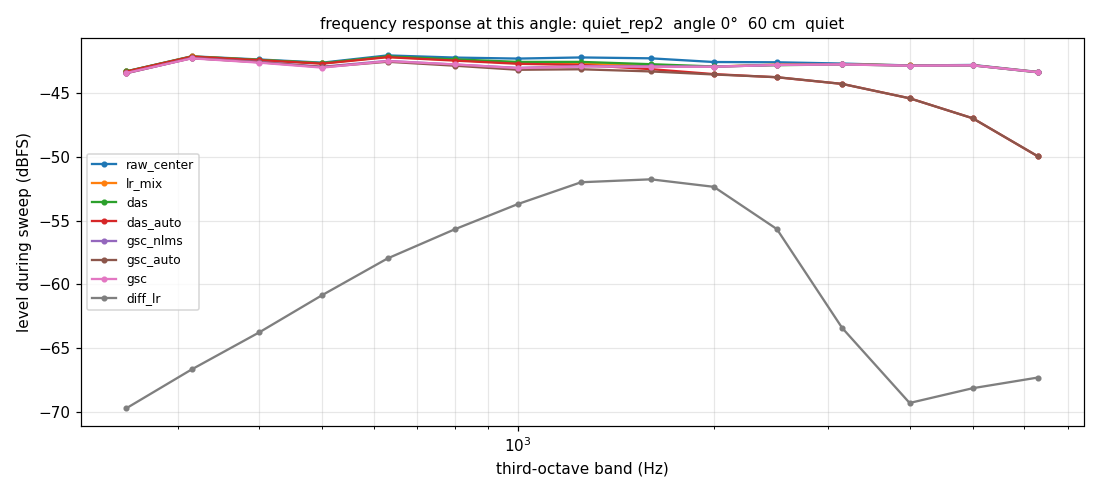 frequency response at this angle: quiet_rep2  angle 0°  60 cm  quiet
level during sweep (dBFS)
−45
−50
−55
−60
−65
−70
raw_center
lr_mix
das
das_auto
gsc_nlms
gsc_auto
gsc
diff_lr
10³
third-octave band (Hz)